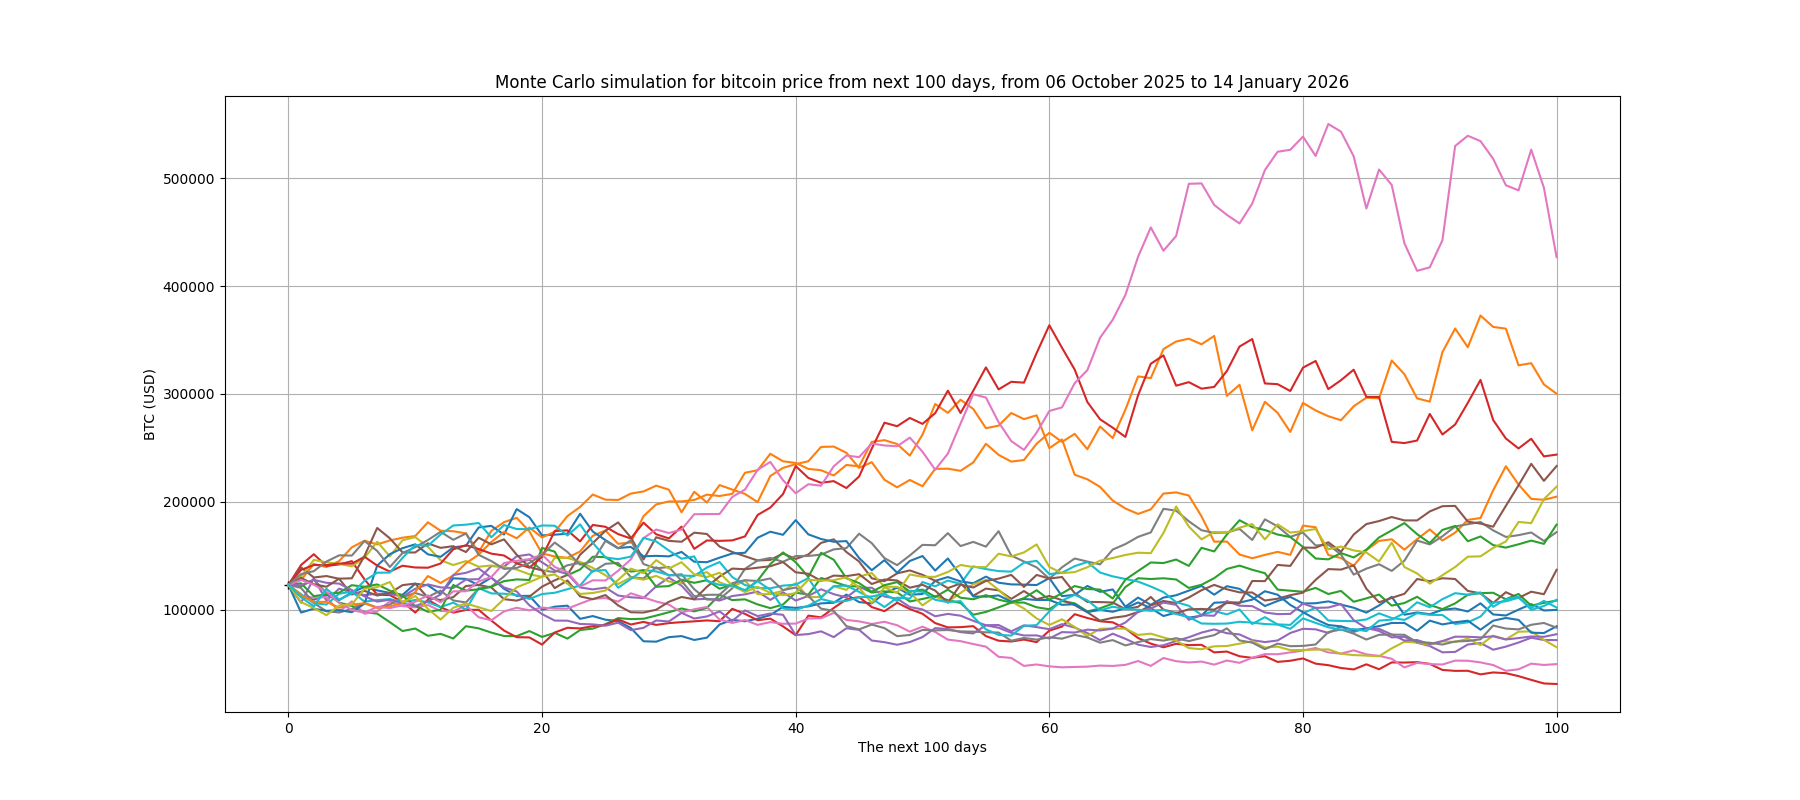 Monte Carlo simulation for bitcoin price from next 100 days, from 06 October 2025 to 14 January 2026
500000
400000
300000
200000
100000
BTC (USD)
0 20 40 60 80 100
The next 100 days